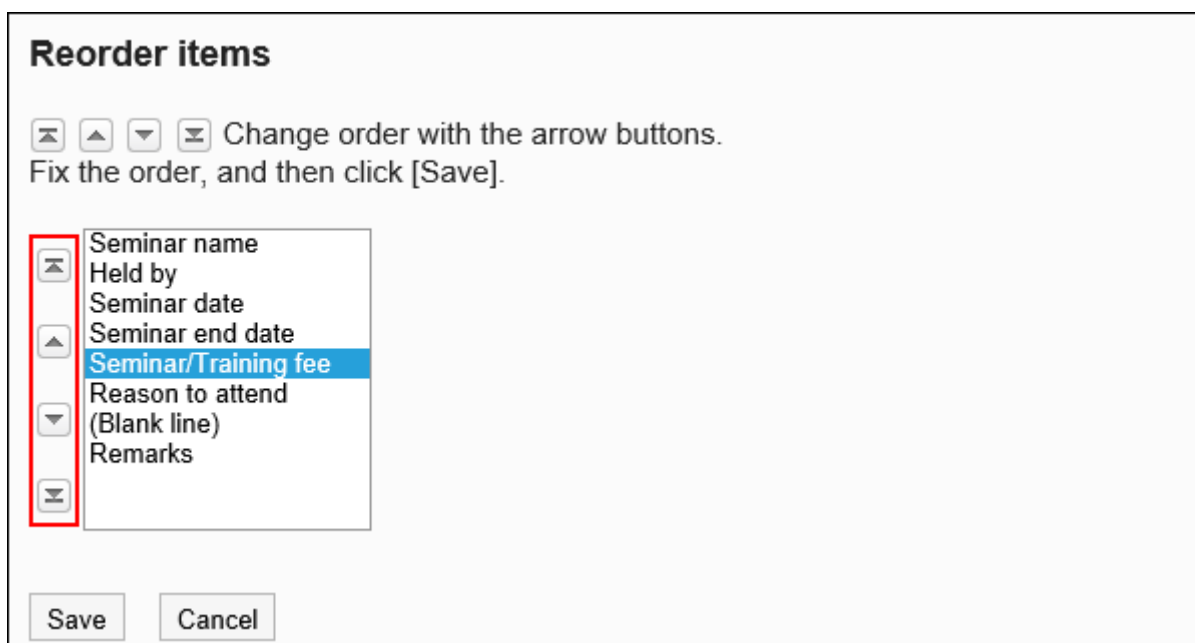 Reorder items
Change order with the arrow buttons.
Fix the order, and then click [Save].
Seminar name
Held by
Seminar date
Seminar end date
Seminar/Training fee
Reason to attend
(Blank line)
Remarks
Save Cancel